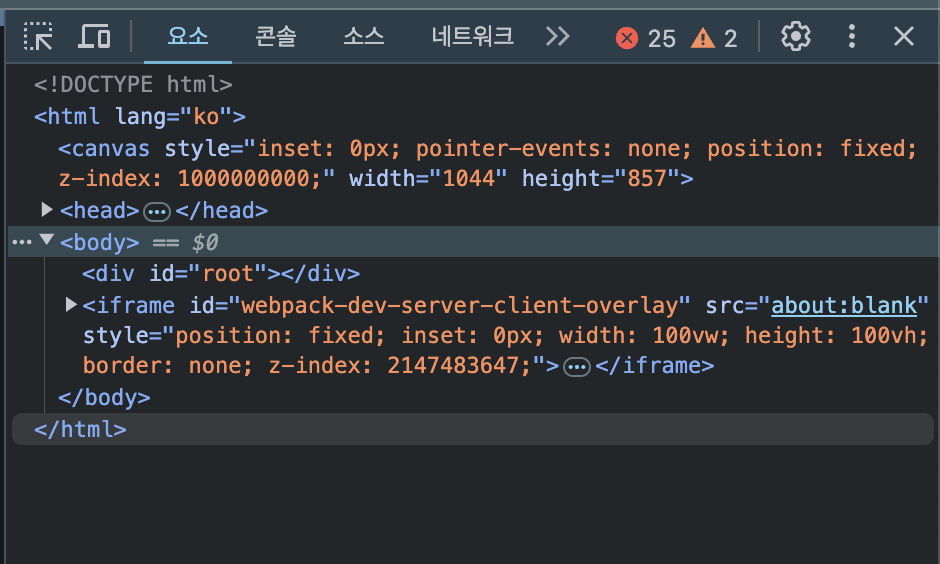 요소 콘솔 소스 네트워크 25 2
<!DOCTYPE html>
<html lang="ko">
<canvas style="inset: 0px; pointer-events: none; position: fixed;
z-index: 1000000000;" width="1044" height="857">
<head>…</head>
<body> == $0
<div id="root"></div>
<iframe id="webpack-dev-server-client-overlay" src="about:blank"
style="position: fixed; inset: 0px; width: 100vw; height: 100vh;
border: none; z-index: 2147483647;">…</iframe>
</body>
</html>